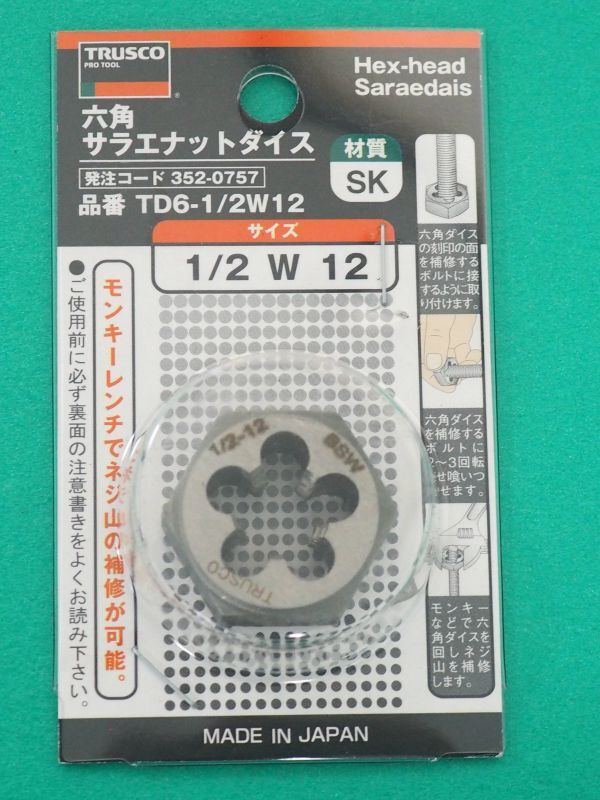 TRUSCO
PRO TOOL
®
Hex-head
Saraedais
六角
サラエナットダイス
発注コード 352-0757
品番 TD6-1/2W12
材質
SK
サイズ
1/2 W 12
モンキーレンチでネジ山の補修が可能。
●ご使用前に必ず裏面の注意書きをよくお読み下さい。
六角ダイス
の刻印の面
を補修する
ボルトに接
するように取
り付けます。
六角ダイス
を補修する
ボルトに
2〜3回転
せ喰いつ
せます。
モンキー
などで六
角ダイスを
回しネジ
山を補修
します。
1/2-12
BSW
TRUSCO
MADE IN JAPAN